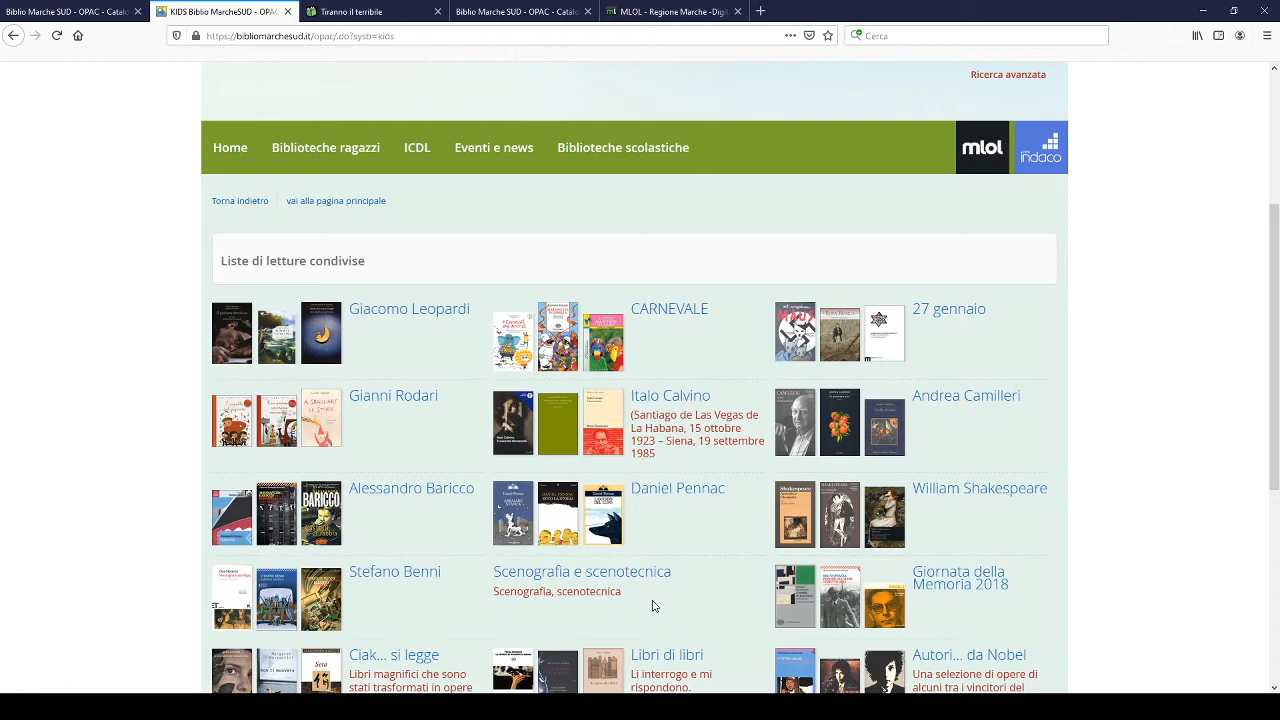 Biblio Marche SUD - OPAC - Catalo
KIDS Biblio MarcheSUD - OPAC
Tiranno il terribile
Biblio Marche SUD - OPAC - Catalo
MLOL - Regione Marche -Digit
https://bibliomarchesud.it/opac/.do?sysb=kids
Cerca
Ricerca avanzata
Home
Biblioteche ragazzi
ICDL
Eventi e news
Biblioteche scolastiche
mlol
indaco
Torna indietro
vai alla pagina principale
Liste di letture condivise
Giacomo Leopardi
CARNEVALE
27 gennaio
Gianni Rodari
Italo Calvino
(Santiago de Las Vegas de
La Habana, 15 ottobre
1923 – Siena, 19 settembre
1985
Andrea Camilleri
Alessandro Baricco
BARICCO
Daniel Pennac
William Shakespeare
Stefano Benni
Scenografia e scenotecnica
Scenografia, scenotecnica
Giornata della
Memoria 2018
Ciak... si legge
Libri magnifici che sono
stati trasformati in opere
Seta
Libri di libri
Li interrogo e mi
rispondono.
Autori... da Nobel
Una selezione di opere di
alcuni tra i vincitori del